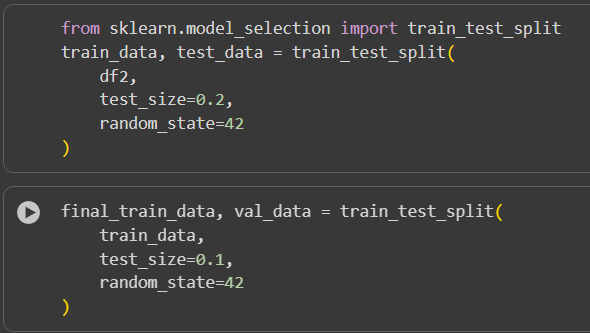 from sklearn.model_selection import train_test_split
train_data, test_data = train_test_split(
    df2,
    test_size=0.2,
    random_state=42
)
final_train_data, val_data = train_test_split(
    train_data,
    test_size=0.1,
    random_state=42
)